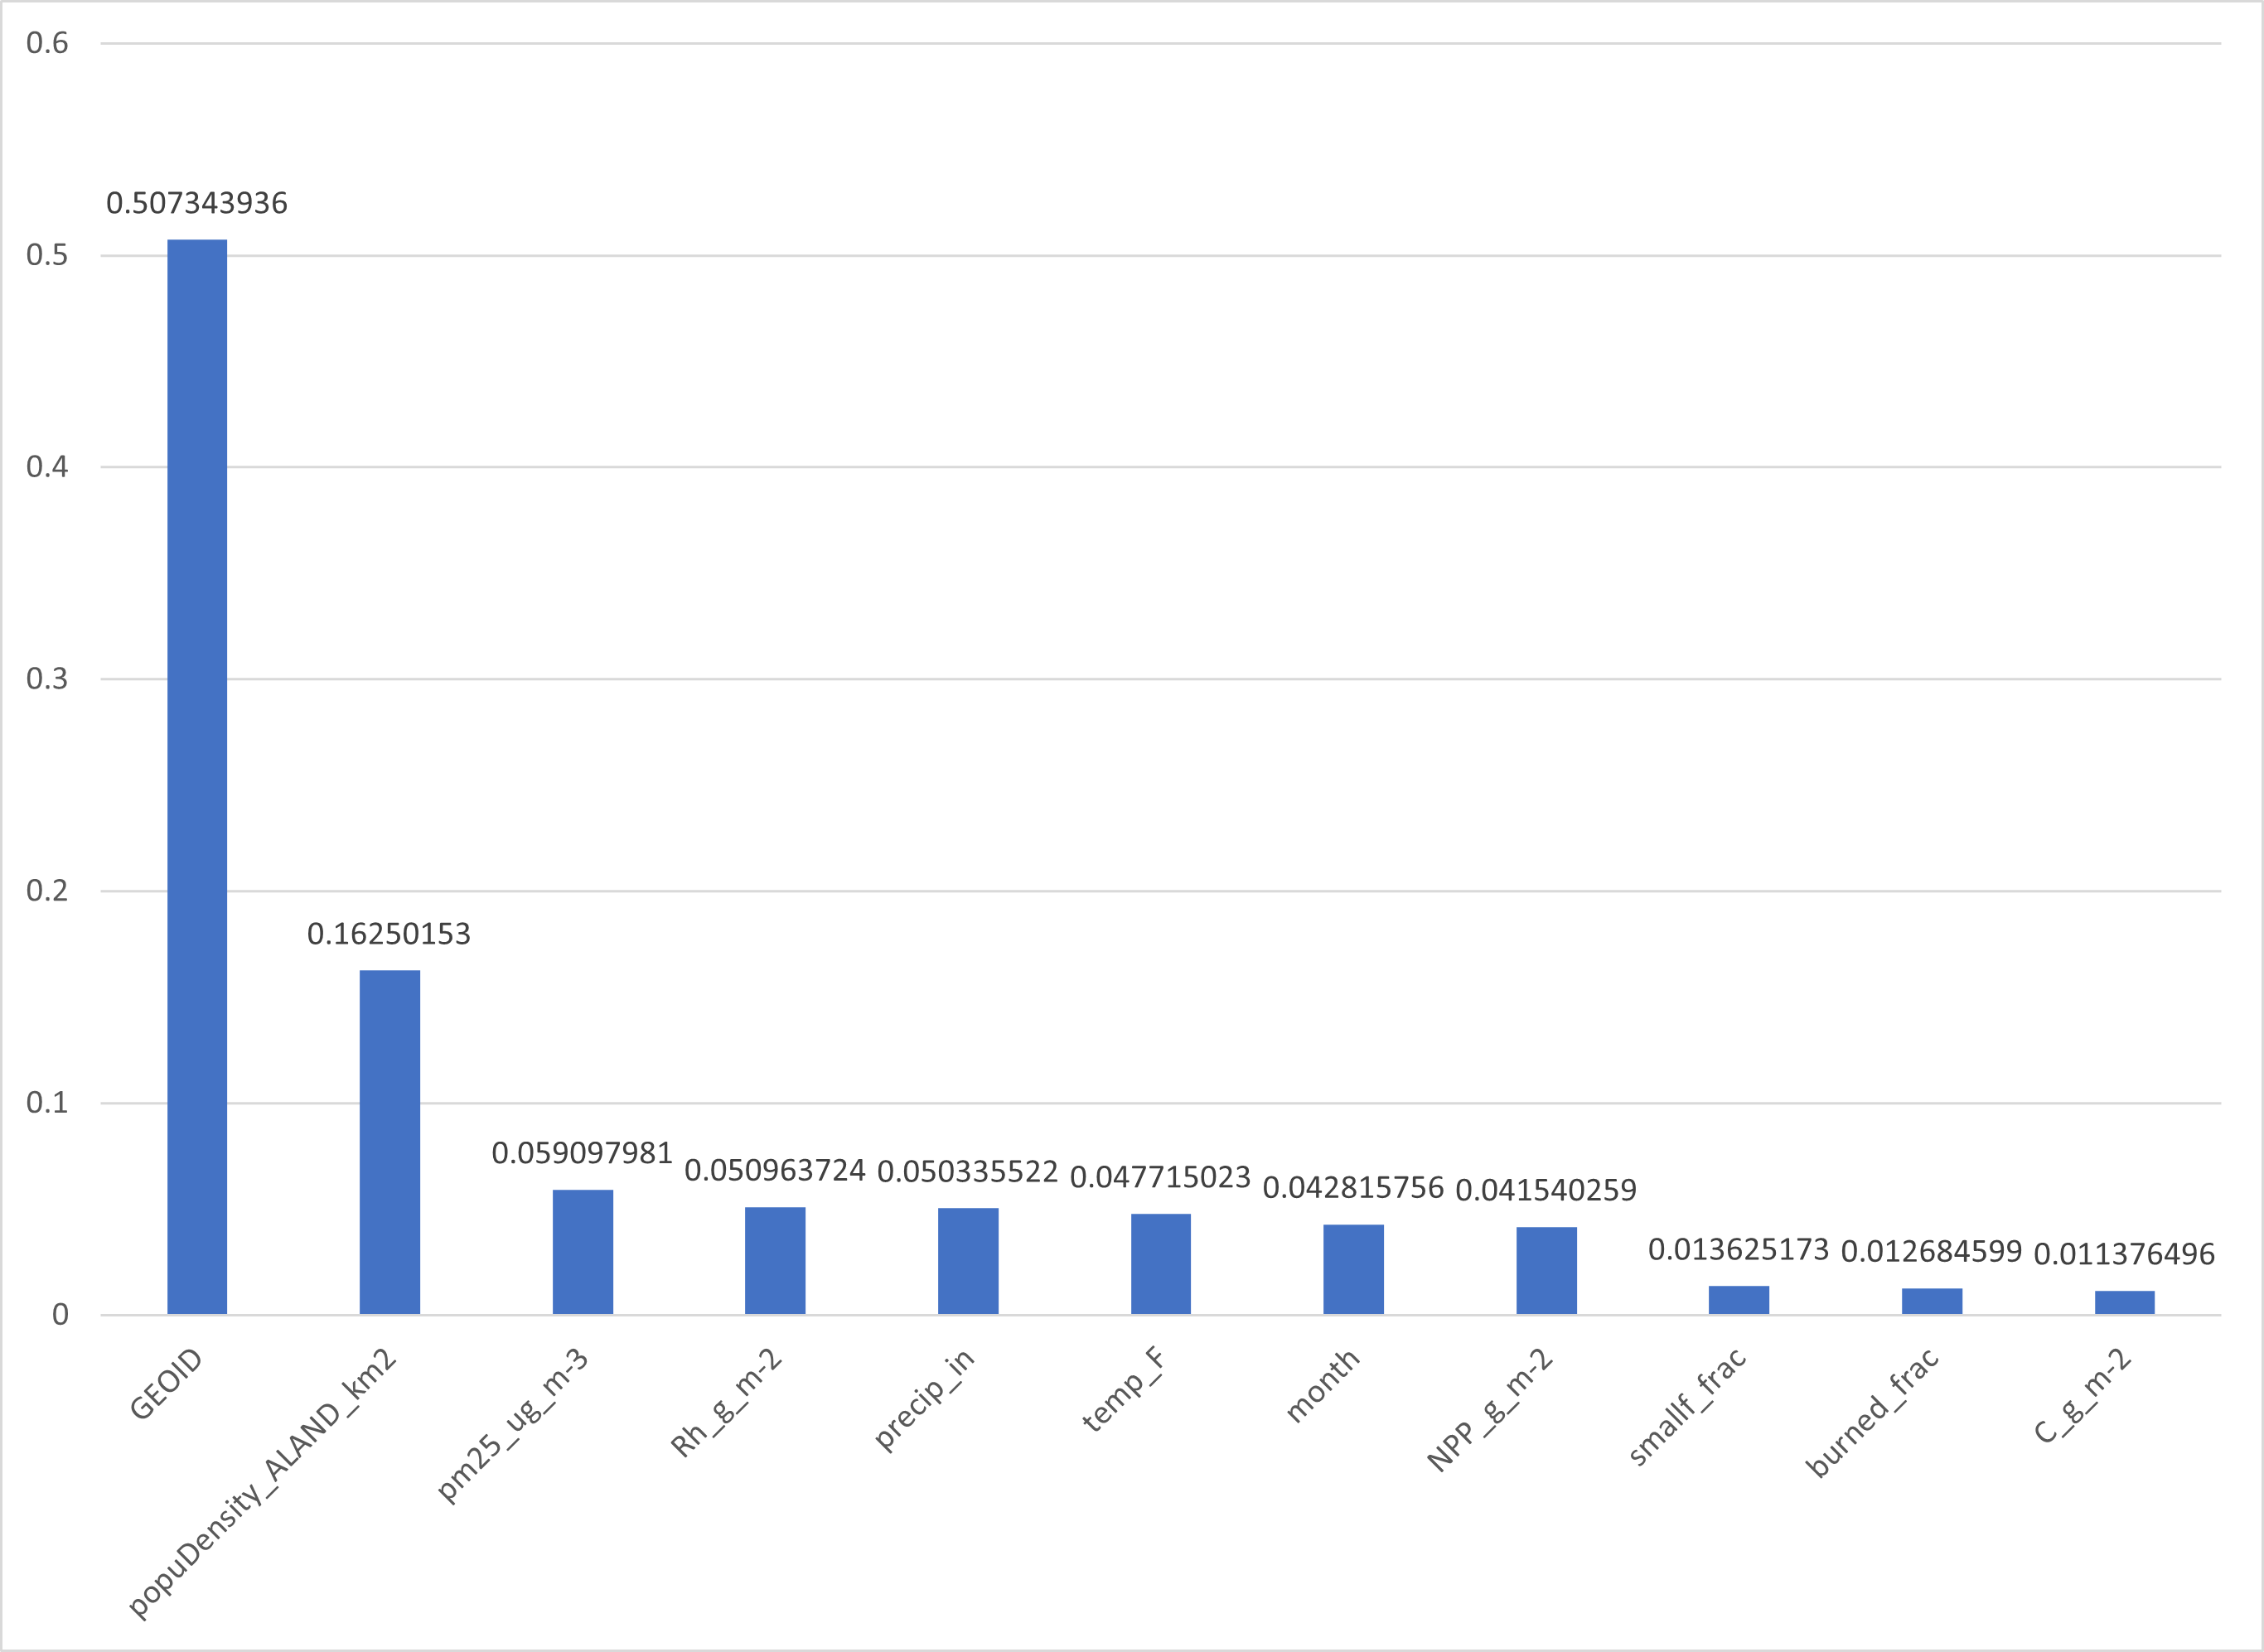 0.6
0.5
0.4
0.3
0.2
0.1
0
0.507343936
0.16250153
0.059097981
0.050963724
0.050335522
0.047715023
0.042815756
0.041540259
0.013625173
0.012684599
0.011376496
GEOID
popuDensity_ALAND_km2
pm25_ug_m-3
Rh_g_m-2
precip_in
temp_F
month
NPP_g_m-2
smallf_frac
burned_frac
C_g_m-2